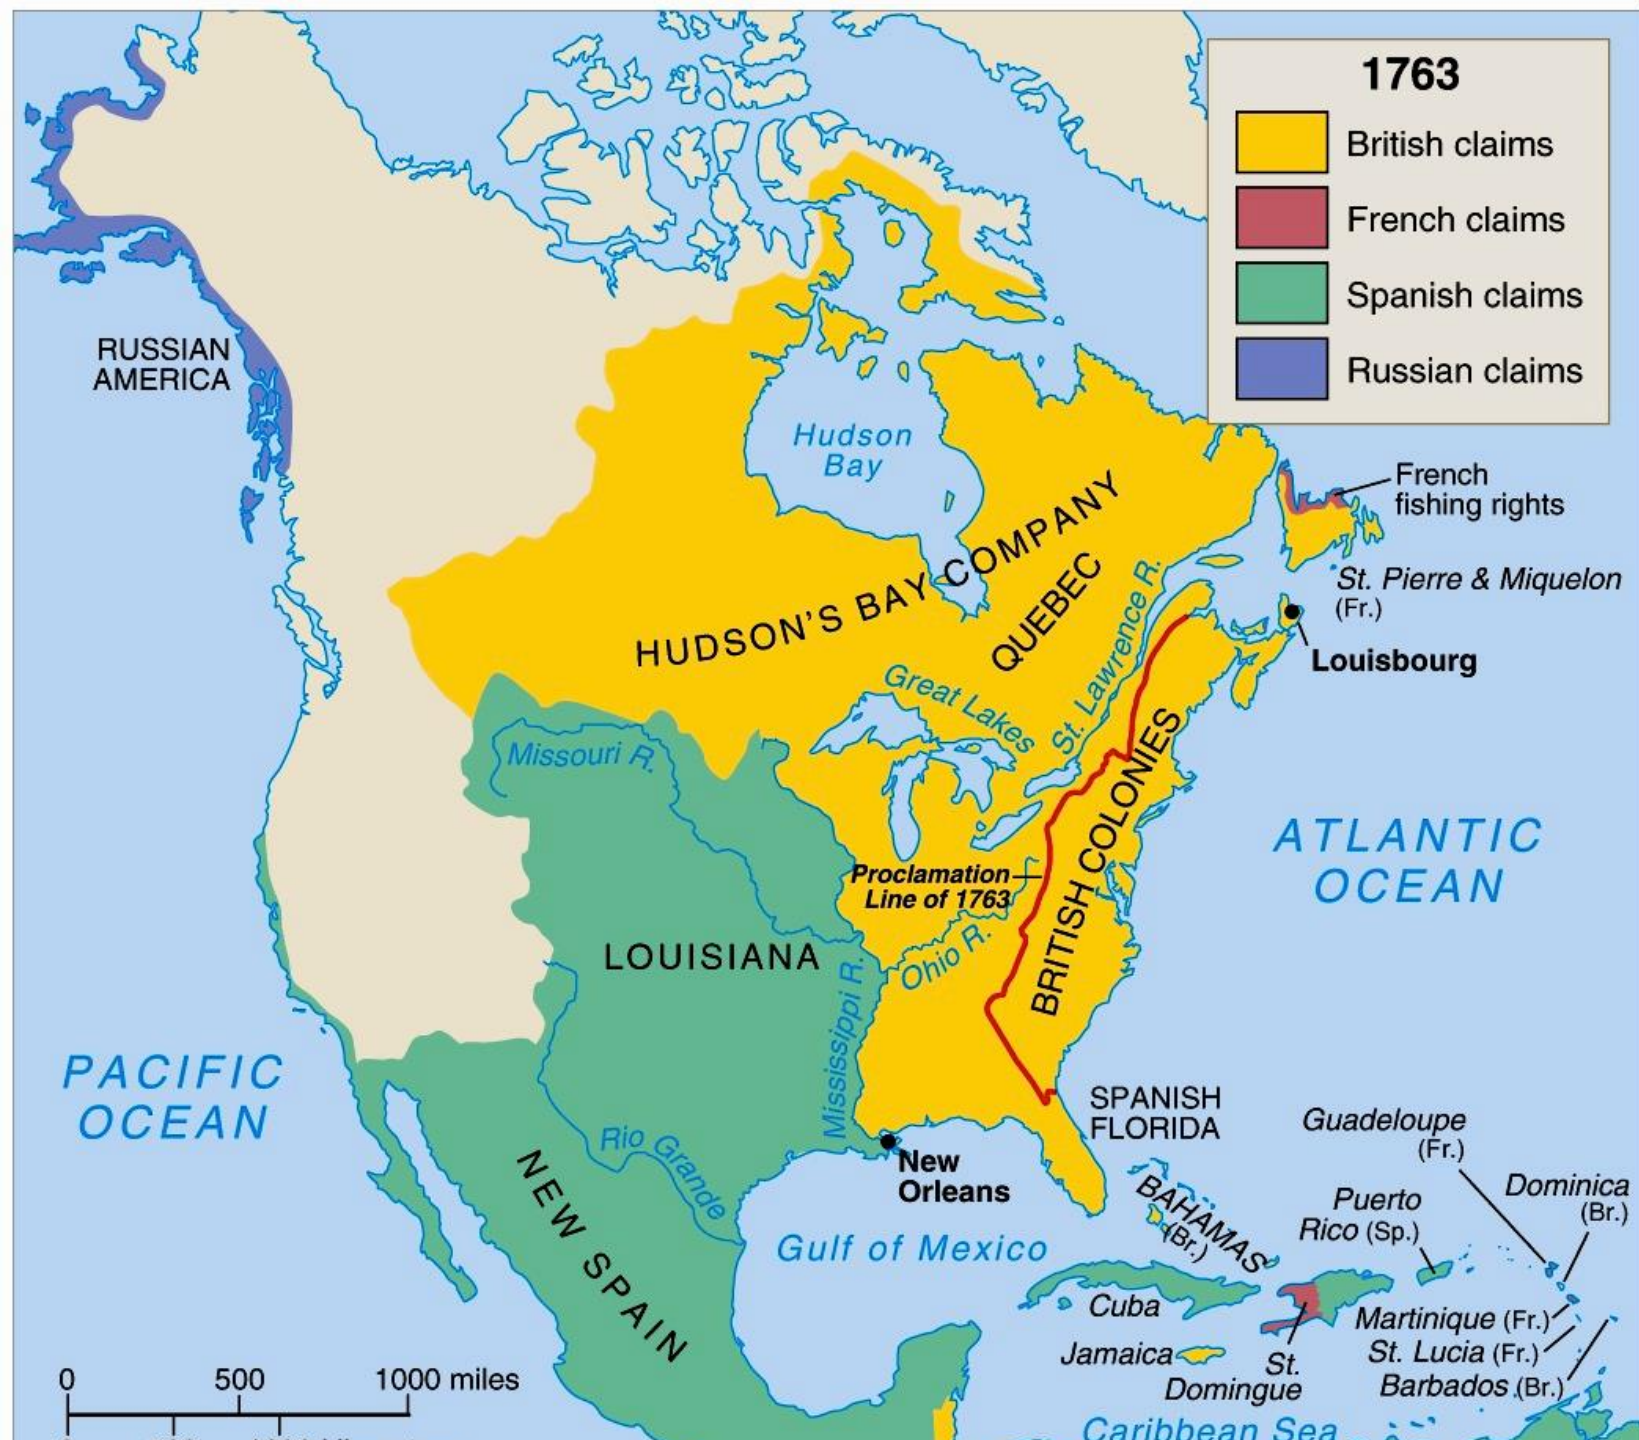 1763
British claims
French claims
Spanish claims
Russian claims
RUSSIAN
AMERICA
Hudson
Bay
French
fishing rights
HUDSON'S BAY COMPANY
QUEBEC
St. Lawrence R.
St. Pierre & Miquelon
(Fr.)
Louisbourg
Great Lakes
Missouri R.
BRITISH COLONIES
ATLANTIC
OCEAN
Proclamation
Line of 1763
LOUISIANA
Ohio R.
Mississippi R.
PACIFIC
OCEAN
SPANISH
FLORIDA
New
Orleans
Rio Grande
NEW SPAIN
Gulf of Mexico
BAHAMAS
(Br.)
Guadeloupe
(Fr.)
Dominica
(Br.)
Puerto
Rico (Sp.)
Cuba
Martinique (Fr.)
Jamaica
St. Lucia (Fr.)
St.
Domingue
Barbados (Br.)
Caribbean Sea
0 500 1000 miles